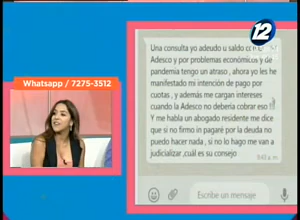 12
Whatsapp / 7275-3512
Una consulta yo adeudo u saldo con
Adesco y por problemas económicos y de
pandemia tengo un atraso, ahora yo les he
manifestado mi intención de pago por
cuotas, y además me cargan intereses
cuando la Adesco no debería cobrar eso !!!
Y me habla un abogado residente me dice
que si no firmo in pagaré por la deuda no
puedo hacer nada, si no lo hago me van a
judicializar ,cuál es su consejo
9:43 a. m.
Escribe un mensaje